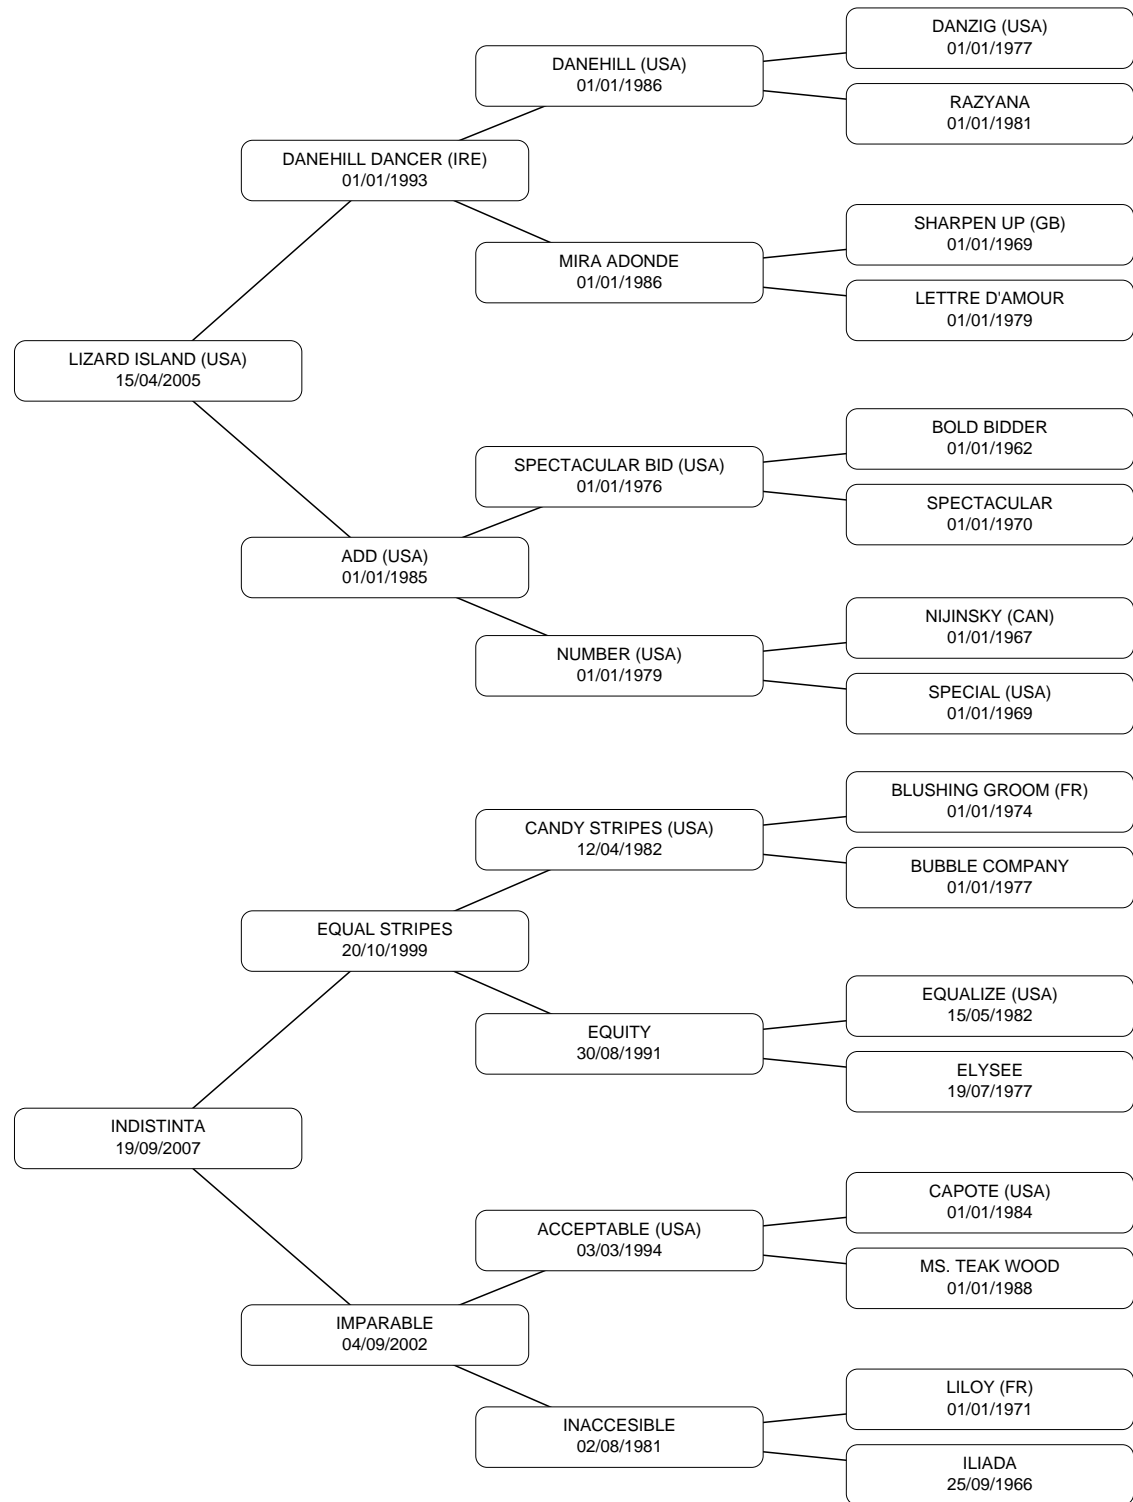 DANZIG (USA)
01/01/1977
DANEHILL (USA)
01/01/1986
RAZYANA
01/01/1981
DANEHILL DANCER (IRE)
01/01/1993
SHARPEN UP (GB)
01/01/1969
MIRA ADONDE
01/01/1986
LETTRE D'AMOUR
01/01/1979
LIZARD ISLAND (USA)
15/04/2005
BOLD BIDDER
01/01/1962
SPECTACULAR BID (USA)
01/01/1976
SPECTACULAR
01/01/1970
ADD (USA)
01/01/1985
NIJINSKY (CAN)
01/01/1967
NUMBER (USA)
01/01/1979
SPECIAL (USA)
01/01/1969
BLUSHING GROOM (FR)
01/01/1974
CANDY STRIPES (USA)
12/04/1982
BUBBLE COMPANY
01/01/1977
EQUAL STRIPES
20/10/1999
EQUALIZE (USA)
15/05/1982
EQUITY
30/08/1991
ELYSEE
19/07/1977
INDISTINTA
19/09/2007
CAPOTE (USA)
01/01/1984
ACCEPTABLE (USA)
03/03/1994
MS. TEAK WOOD
01/01/1988
IMPARABLE
04/09/2002
LILOY (FR)
01/01/1971
INACCESIBLE
02/08/1981
ILIADA
25/09/1966